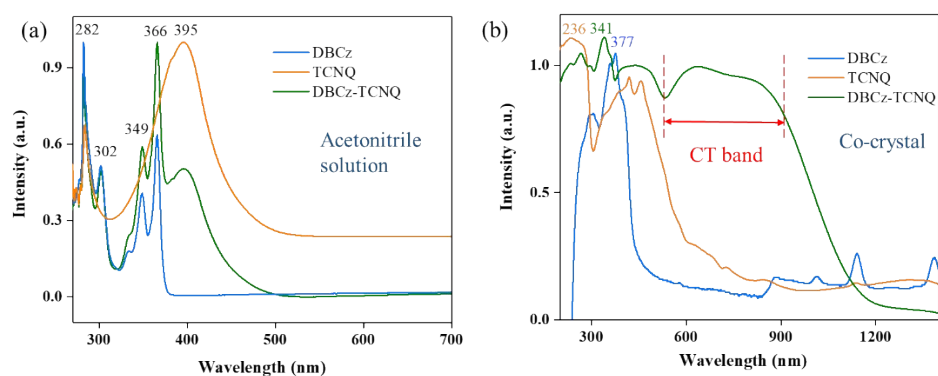 (a)
282
366
395
349
302
DBCz
TCNQ
DBCz-TCNQ
Acetonitrile
solution
0.9
0.6
0.3
0.0
Intensity (a.u.)
300
400
500
600
700
Wavelength (nm)
(b)
236
341
377
DBCz
TCNQ
DBCz-TCNQ
CT band
Co-crystal
1.0
0.5
0.0
Intensity (a.u.)
300
600
900
1200
Wavelength (nm)